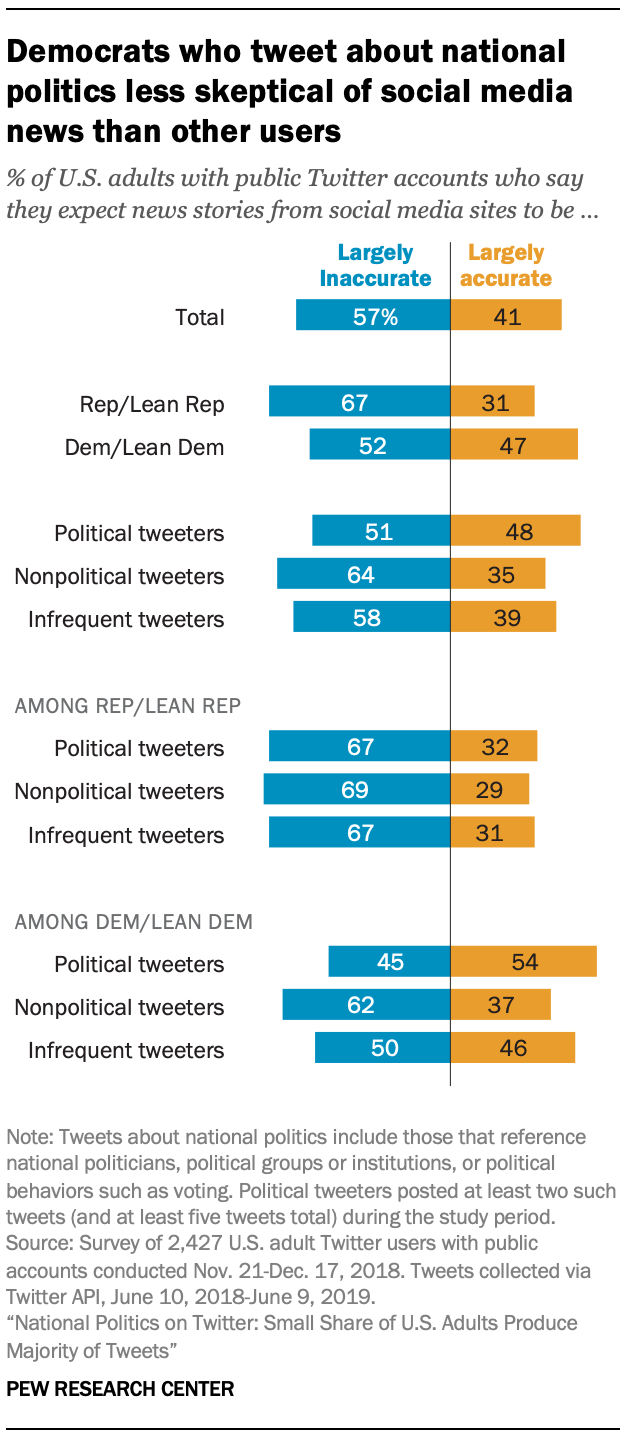 Democrats who tweet about national
politics less skeptical of social media
news than other users
% of U.S. adults with public Twitter accounts who say
they expect news stories from social media sites to be ...
Largely Inaccurate
Largely accurate
Total 57% 41
Rep/Lean Rep 67 31
Dem/Lean Dem 52 47
Political tweeters 51 48
Nonpolitical tweeters 64 35
Infrequent tweeters 58 39
AMONG REP/LEAN REP
Political tweeters 67 32
Nonpolitical tweeters 69 29
Infrequent tweeters 67 31
AMONG DEM/LEAN DEM
Political tweeters 45 54
Nonpolitical tweeters 62 37
Infrequent tweeters 50 46
Note: Tweets about national politics include those that reference
national politicians, political groups or institutions, or political
behaviors such as voting. Political tweeters posted at least two such
tweets (and at least five tweets total) during the study period.
Source: Survey of 2,427 U.S. adult Twitter users with public
accounts conducted Nov. 21-Dec. 17, 2018. Tweets collected via
Twitter API, June 10, 2018-June 9, 2019.
“National Politics on Twitter: Small Share of U.S. Adults Produce
Majority of Tweets”
PEW RESEARCH CENTER